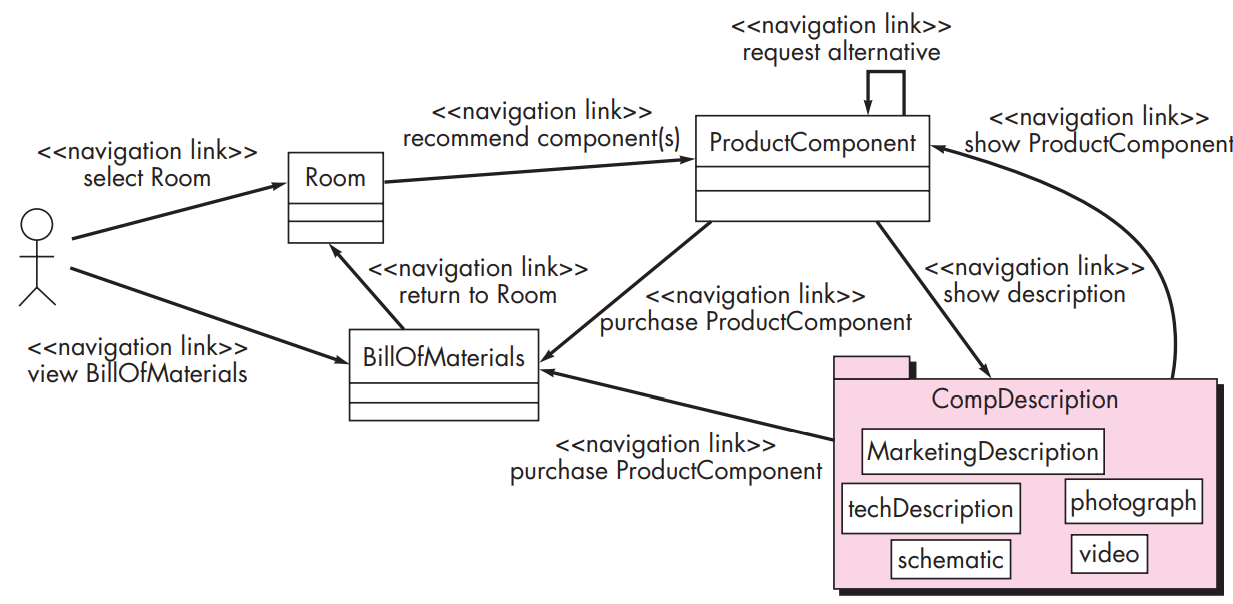 <<navigation link>>
request alternative
<<navigation link>>
recommend component(s)
ProductComponent
<<navigation link>>
show ProductComponent
<<navigation link>>
select Room
Room
<<navigation link>>
return to Room
<<navigation link>>
show description
<<navigation link>>
purchase ProductComponent
<<navigation link>>
view BillOfMaterials
BillOfMaterials
<<navigation link>>
purchase ProductComponent
CompDescription
MarketingDescription
techDescription
photograph
schematic
video